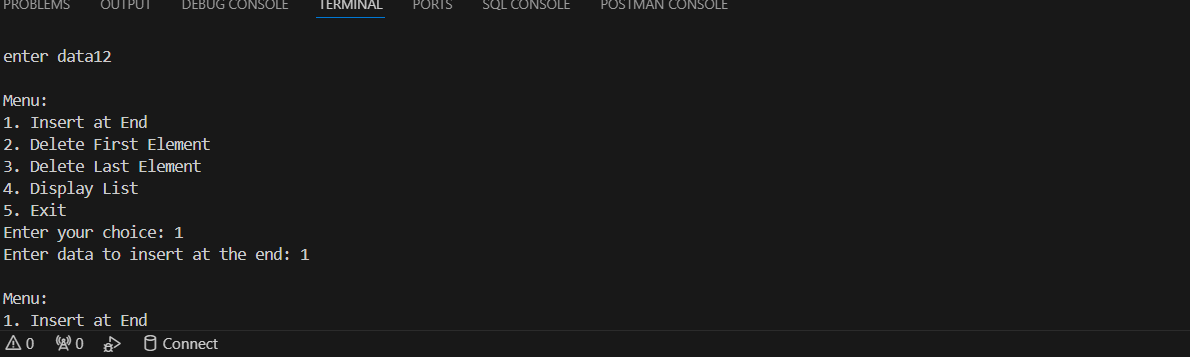 PROBLEMS OUTPUT DEBUG CONSOLE TERMINAL PORTS SQL CONSOLE POSTMAN CONSOLE
enter data12
Menu:
1. Insert at End
2. Delete First Element
3. Delete Last Element
4. Display List
5. Exit
Enter your choice: 1
Enter data to insert at the end: 1
Menu:
1. Insert at End
0 0 Connect